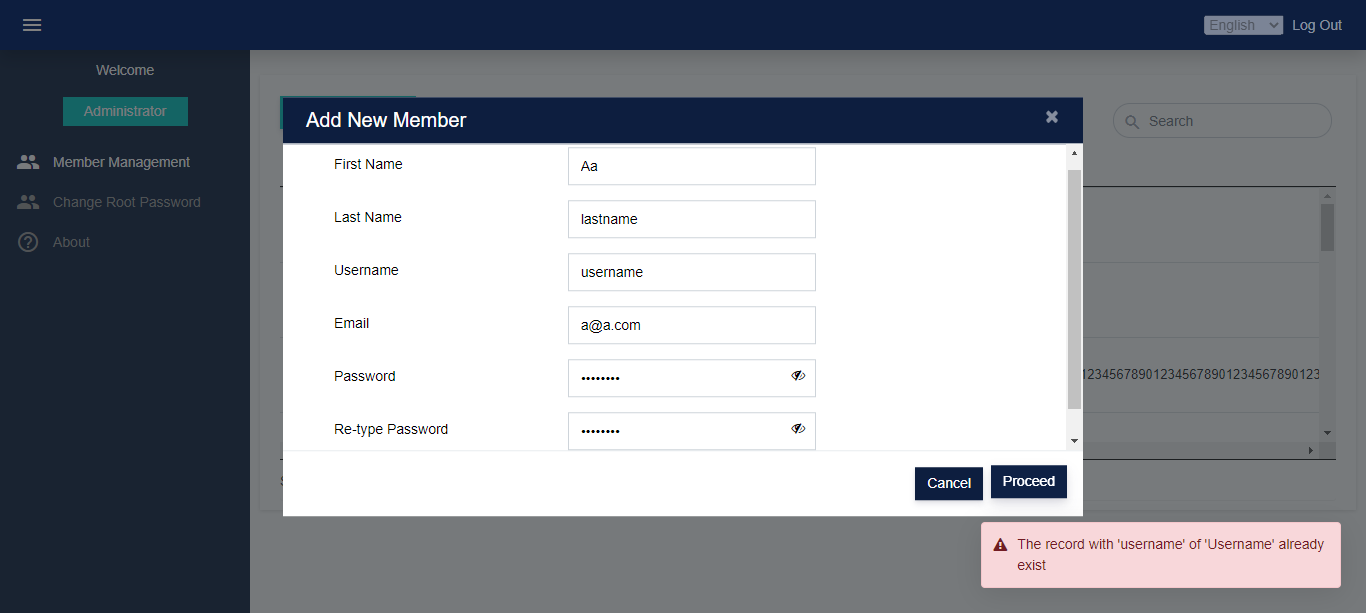 English
Log Out
Welcome
Administrator
Member Management
Change Root Password
About
Search
Add New Member
First Name
Aa
Last Name
lastname
Username
username
Email
a@a.com
Password
••••••••
Re-type Password
••••••••
12345678901234567890123456789012​3
Cancel
Proceed
The record with 'username' of 'Username' already
exist